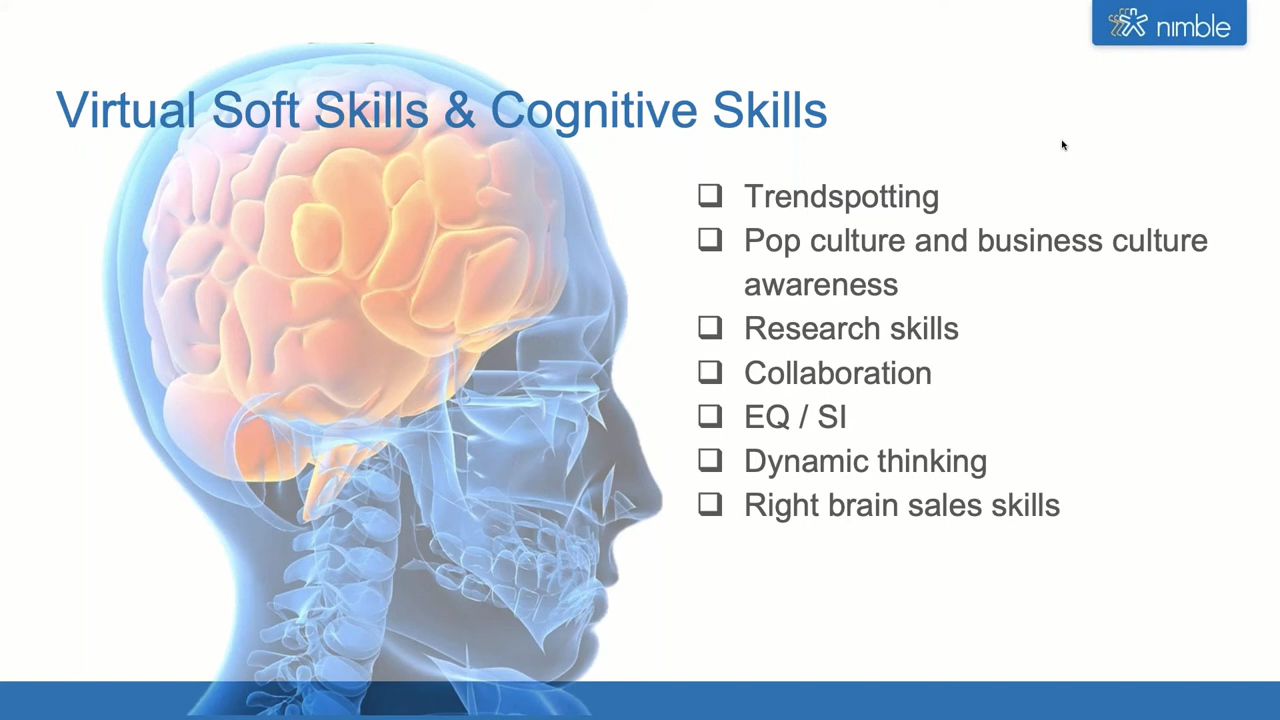 nimble
Virtual Soft Skills & Cognitive Skills
Trendspotting
Pop culture and business culture
awareness
Research skills
Collaboration
EQ / SI
Dynamic thinking
Right brain sales skills